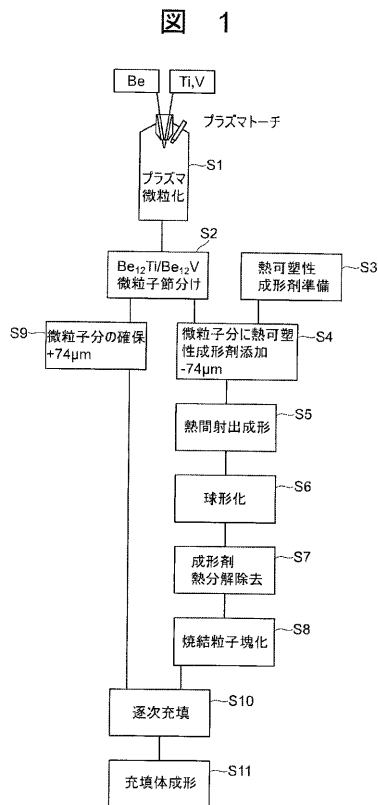 図 1
Be
Ti,V
プラズマトーチ
S1
プラズマ
微粒化
S2
Be₁₂Ti/Be₁₂V
微粒子節分け
S3
熱可塑性
成形剤準備
S9
微粒子分の確保
+74μm
S4
微粒子分に熱可塑
性成形剤添加
-74μm
S5
熱間射出成形
S6
球形化
S7
成形剤
熱分解除去
S8
焼結粒子塊化
S10
逐次充填
S11
充填体成形